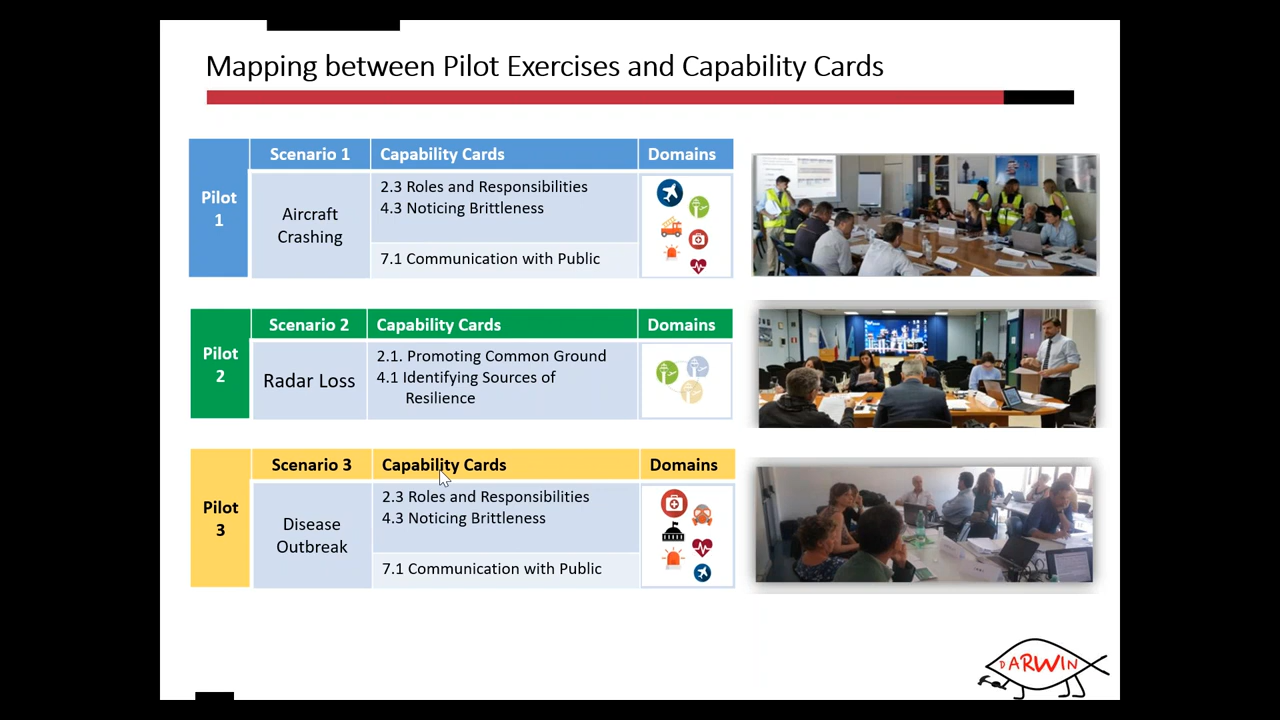 Mapping between Pilot Exercises and Capability Cards
Pilot
1
Scenario 1
Capability Cards
Domains
Aircraft
Crashing
2.3 Roles and Responsibilities
4.3 Noticing Brittleness
7.1 Communication with Public
Pilot
2
Scenario 2
Capability Cards
Domains
Radar Loss
2.1. Promoting Common Ground
4.1 Identifying Sources of
Resilience
Pilot
3
Scenario 3
Capability Cards
Domains
Disease
Outbreak
2.3 Roles and Responsibilities
4.3 Noticing Brittleness
7.1 Communication with Public
DARWIN